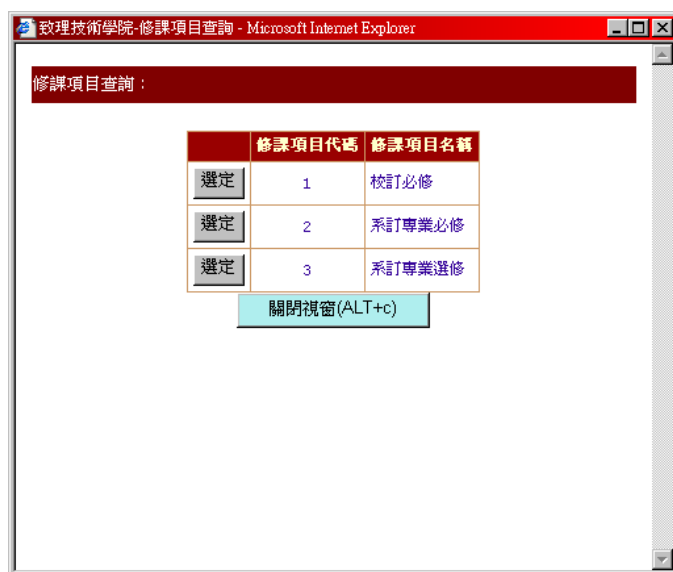 致理技術學院-修課項目查詢 - Microsoft Internet Explorer
修課項目查詢：
修課項目代碼 修課項目名稱
選定 1 校訂必修
選定 2 系訂專業必修
選定 3 系訂專業選修
關閉視窗(ALT+c)